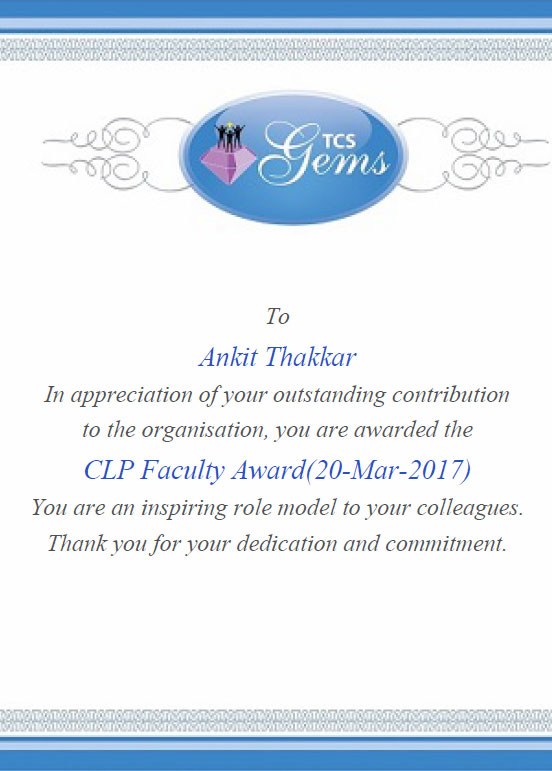 TCS
Gems
To
Ankit Thakkar
In appreciation of your outstanding contribution
to the organisation, you are awarded the
CLP Faculty Award(20-Mar-2017)
You are an inspiring role model to your colleagues.
Thank you for your dedication and commitment.